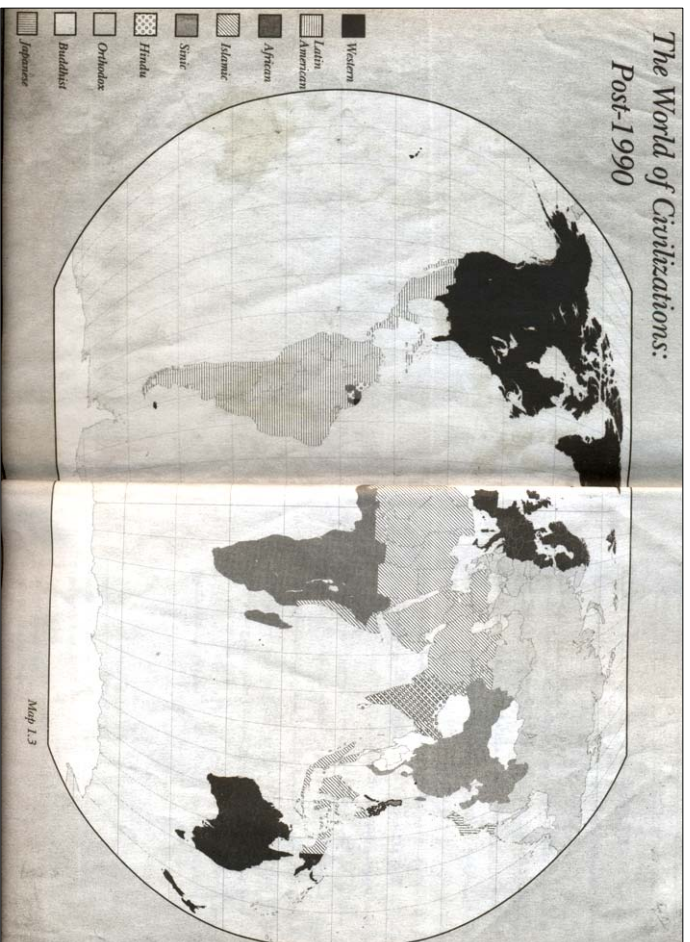 The World of Civilizations:
Post-1990
Western
Latin
American
African
Islamic
Sinic
Hindu
Orthodox
Buddhist
Japanese
Map 1.3